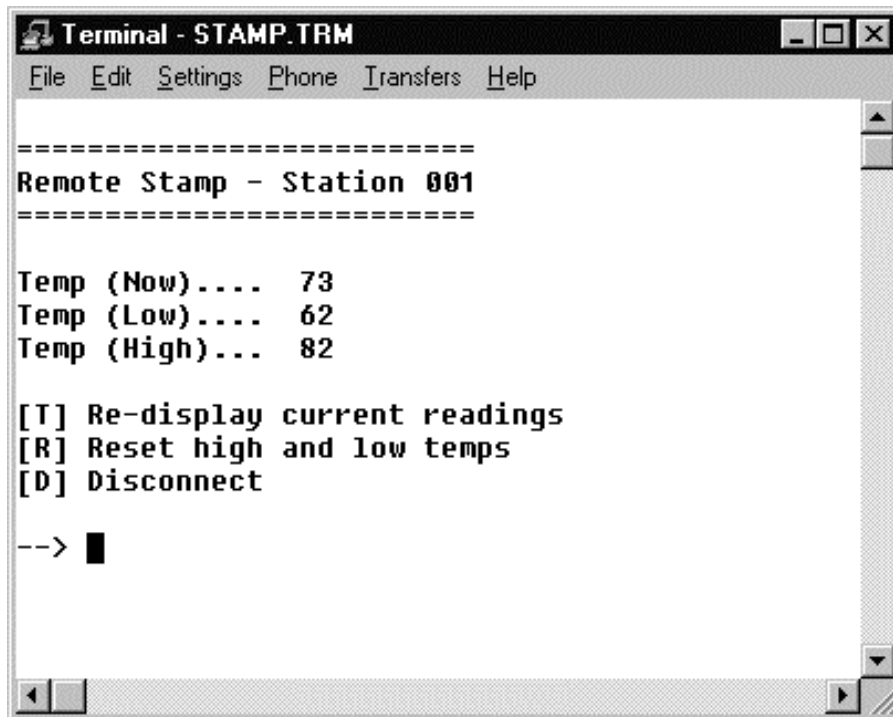 Terminal - STAMP.TRM
File Edit Settings Phone Transfers Help
==========================
Remote Stamp - Station 001
==========================
Temp (Now).... 73
Temp (Low).... 62
Temp (High)... 82
[T] Re-display current readings
[R] Reset high and low temps
[D] Disconnect
-->